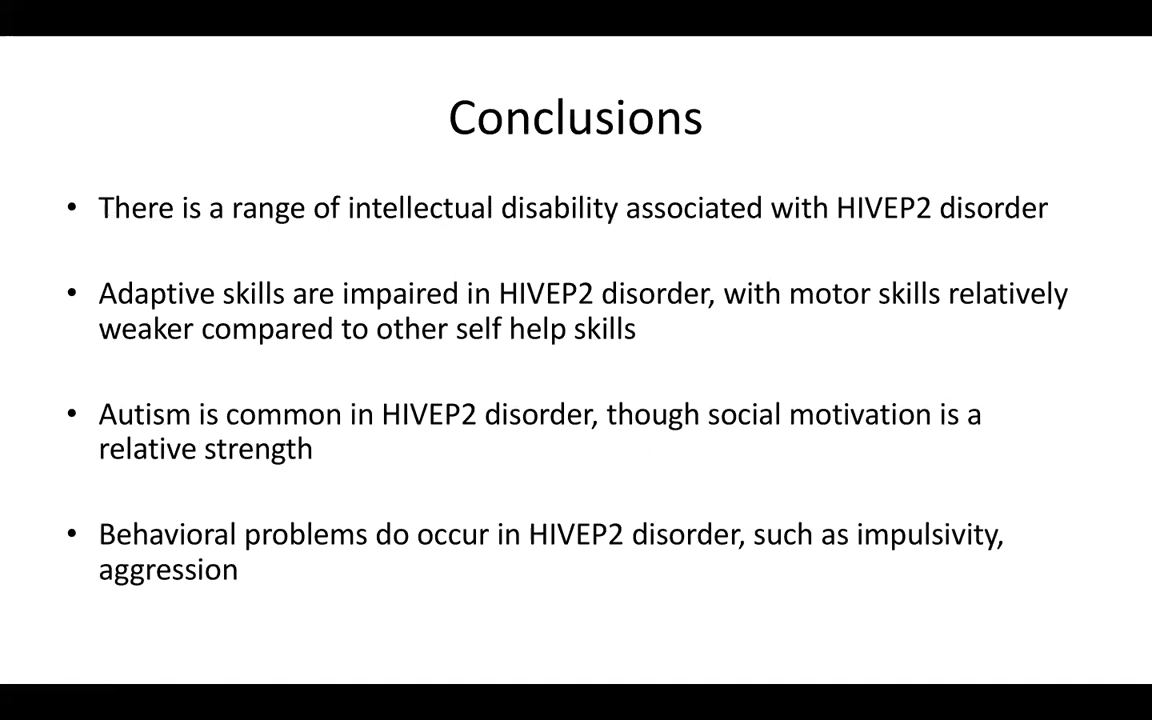 Conclusions
• There is a range of intellectual disability associated with HIVEP2 disorder
• Adaptive skills are impaired in HIVEP2 disorder, with motor skills relatively
weaker compared to other self help skills
• Autism is common in HIVEP2 disorder, though social motivation is a
relative strength
• Behavioral problems do occur in HIVEP2 disorder, such as impulsivity,
aggression